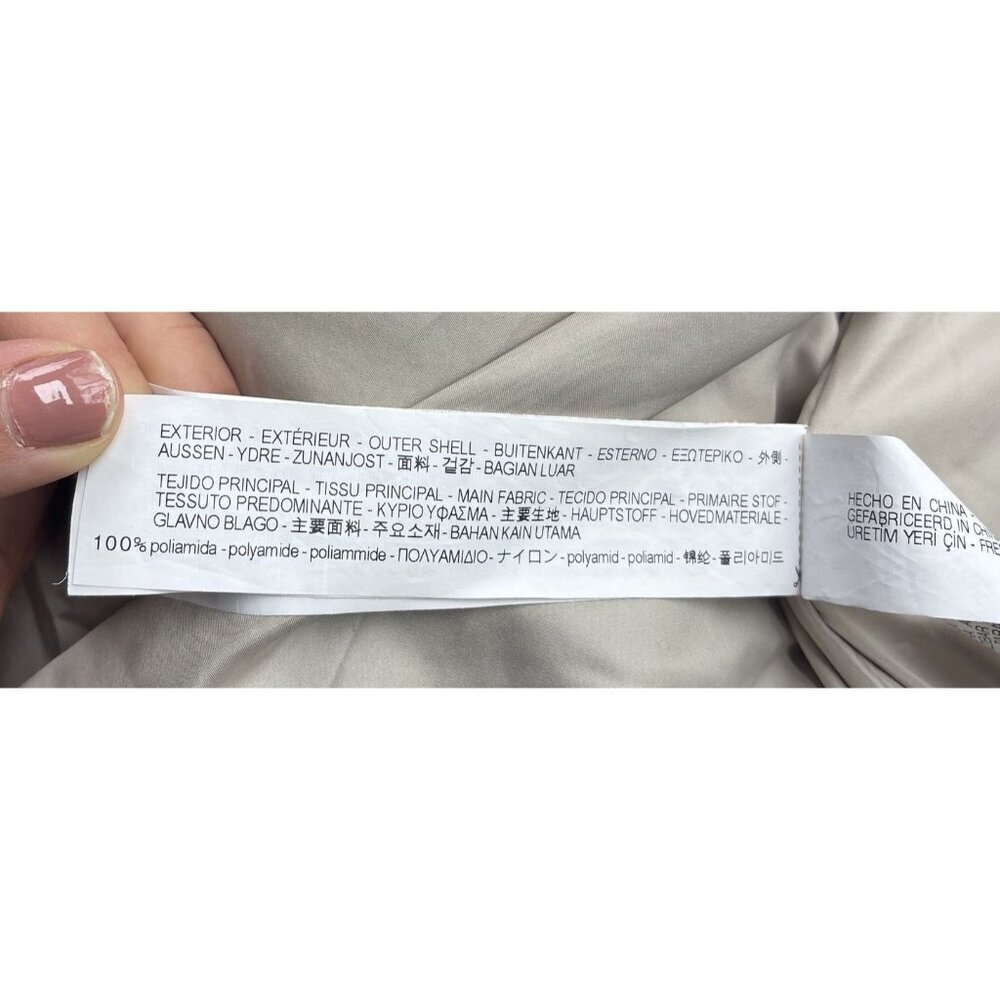 EXTERIOR - EXTÉRIEUR - OUTER SHELL - BUITENKANT - ESTERNO - ΕΞΩΤΕΡΙΚΟ - 外側 -
AUSSEN - YDRE - ZUNANJOST - 面料 - 겉감 - BAGIAN LUAR
TEJIDO PRINCIPAL - TISSU PRINCIPAL - MAIN FABRIC - TECIDO PRINCIPAL - PRIMAIRE STOF -
TESSUTO PREDOMINANTE - ΚΥΡΙΟ ΥΦΑΣΜΑ - 主要生地 - HAUPTSTOFF - HOVEDMATERIALE -
GLAVNO BLAGO - 主要面料 - 주요소재 - BAHAN KAIN UTAMA
100% poliamida - polyamide - poliammide - ΠΟΛΥΑΜΙΔΙΟ - ナイロン - polyamid - poliamid - 锦纶 - 폴리아미드
HECHO EN CHINA -
GEFABRICEERD IN
URETIM YERİ ÇİN -